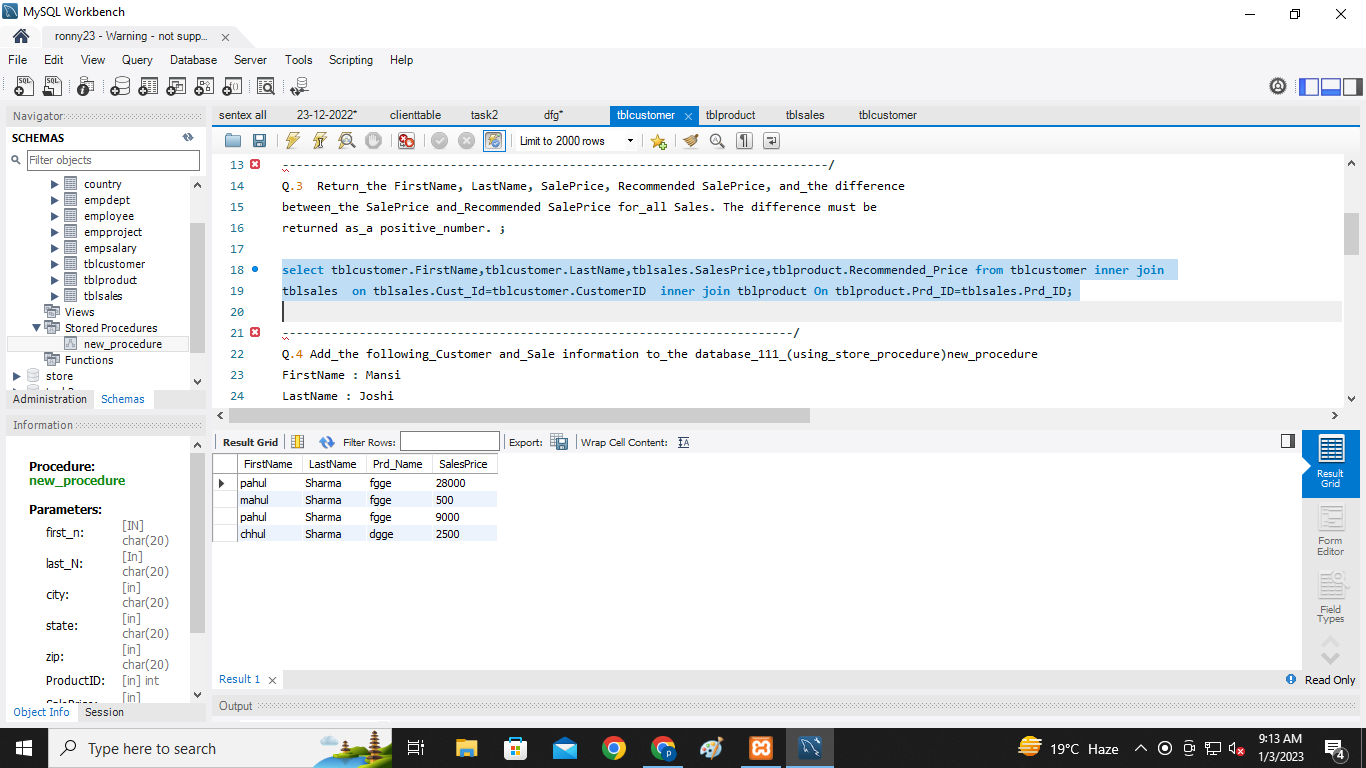 MySQL Workbench
ronny23 - Warning - not supp...
File Edit View Query Database Server Tools Scripting Help
Navigator
SCHEMAS
Filter objects
country
empdept
employee
empproject
empsalary
tblcustomer
tblproduct
tblsales
Views
Stored Procedures
new_procedure
Functions
store
Administration Schemas
Information
Procedure:
new_procedure
Parameters:
first_n: [IN] char(20)
last_N: [In] char(20)
city: [in] char(20)
state: [in] char(20)
zip: [in] char(20)
ProductID: [in] int
[in]
Object Info Session
sentex all 23-12-2022* clienttable task2 dfg* tblcustomer tblproduct tblsales tblcustomer
Limit to 2000 rows
13 ------------------------------------------------------------------------------/
14 Q.3 Return_the FirstName, LastName, SalePrice, Recommended SalePrice, and_the difference
15 between_the SalePrice and_Recommended SalePrice for_all Sales. The difference must be
16 returned as_a positive_number. ;
17
18 select tblcustomer.FirstName,tblcustomer.LastName,tblsales.SalesPrice,tblproduct.Recommended_Price from tblcustomer inner join
19 tblsales on tblsales.Cust_Id=tblcustomer.CustomerID inner join tblproduct On tblproduct.Prd_ID=tblsales.Prd_ID;
20
21 -------------------------------------------------------------------------/
22 Q.4 Add_the following_Customer and_Sale information to_the database_111_(using_store_procedure)new_procedure
23 FirstName : Mansi
24 LastName : Joshi
Result Grid Filter Rows: Export: Wrap Cell Content:
FirstName LastName Prd_Name SalesPrice
pahul Sharma fgge 28000
mahul Sharma fgge 500
pahul Sharma fgge 9000
chhul Sharma dgge 2500
Result Grid
Form Editor
Field Types
Result 1
Read Only
Output
Type here to search
19°C Haze
9:13 AM
1/3/2023
4